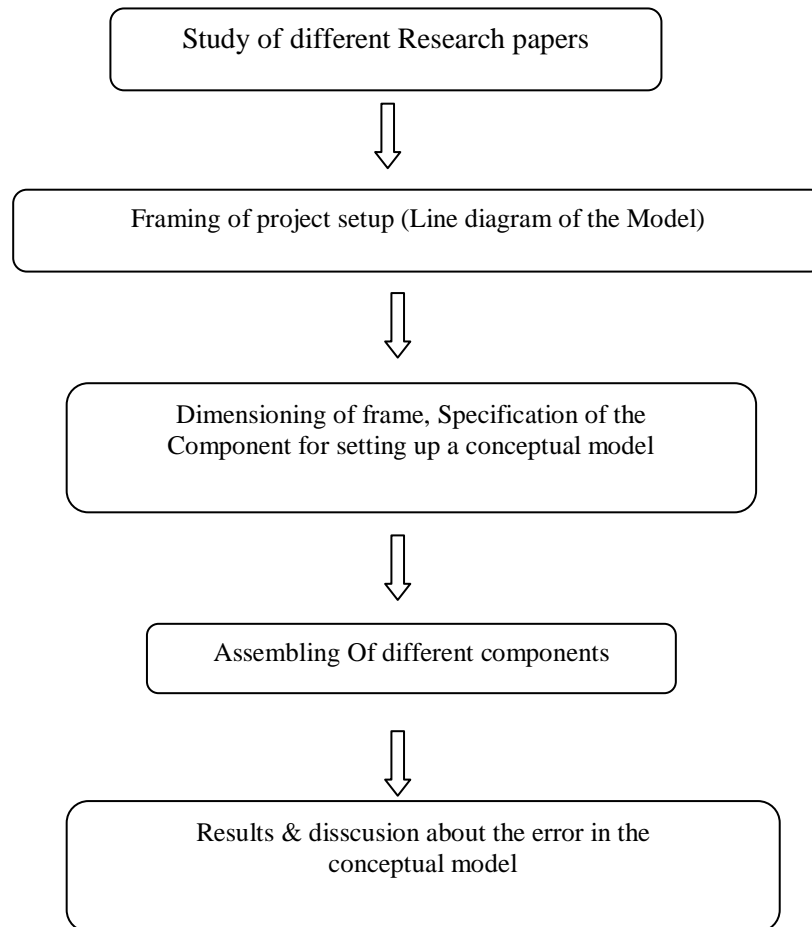 Study of different Research papers
Framing of project setup (Line diagram of the Model)
Dimensioning of frame, Specification of the
Component for setting up a conceptual model
Assembling Of different components
Results & disscusion about the error in the
conceptual model